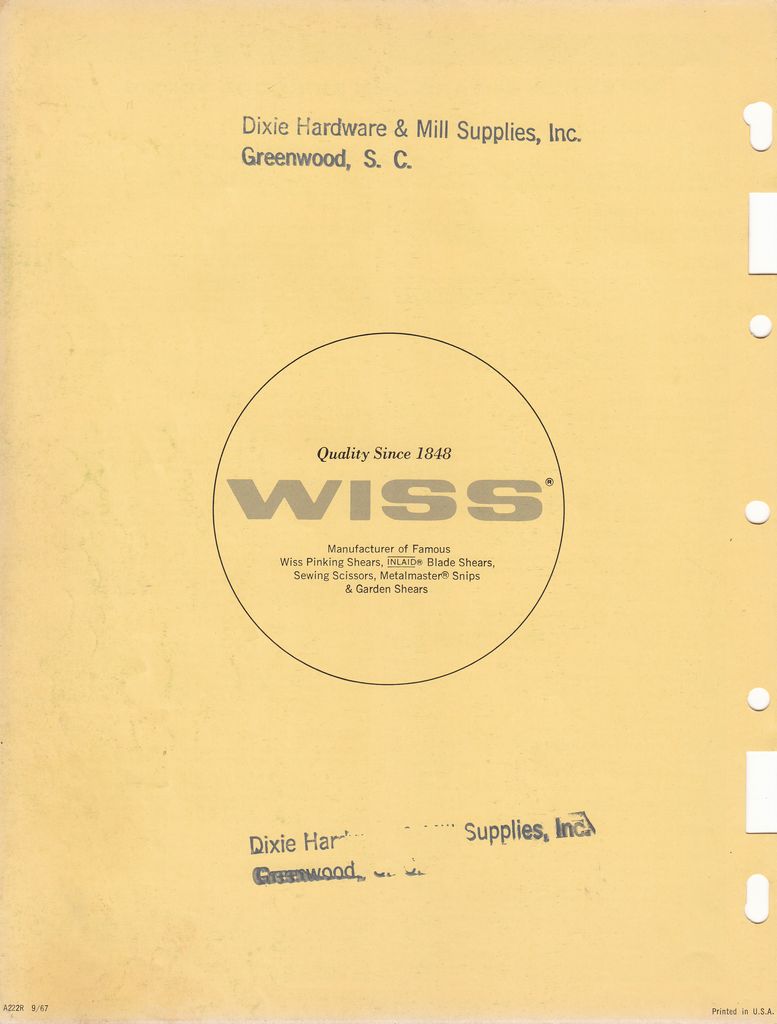 Dixie Hardware & Mill Supplies, Inc.
Greenwood, S. C.
Quality Since 1848
WISS®
Manufacturer of Famous
Wiss Pinking Shears, INLAID® Blade Shears,
Sewing Scissors, Metalmaster® Snips
& Garden Shears
Dixie Har Supplies, Inc.
Greenwood,
A222R 9/67
Printed in U.S.A.